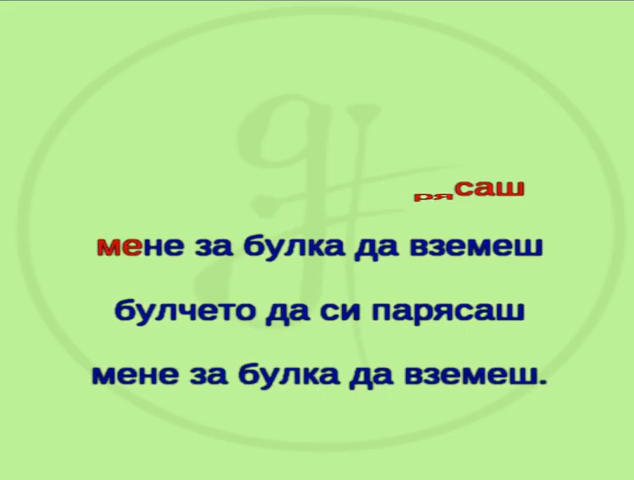 рясаш
мене за булка да вземеш
булчето да си парясаш
мене за булка да вземеш.